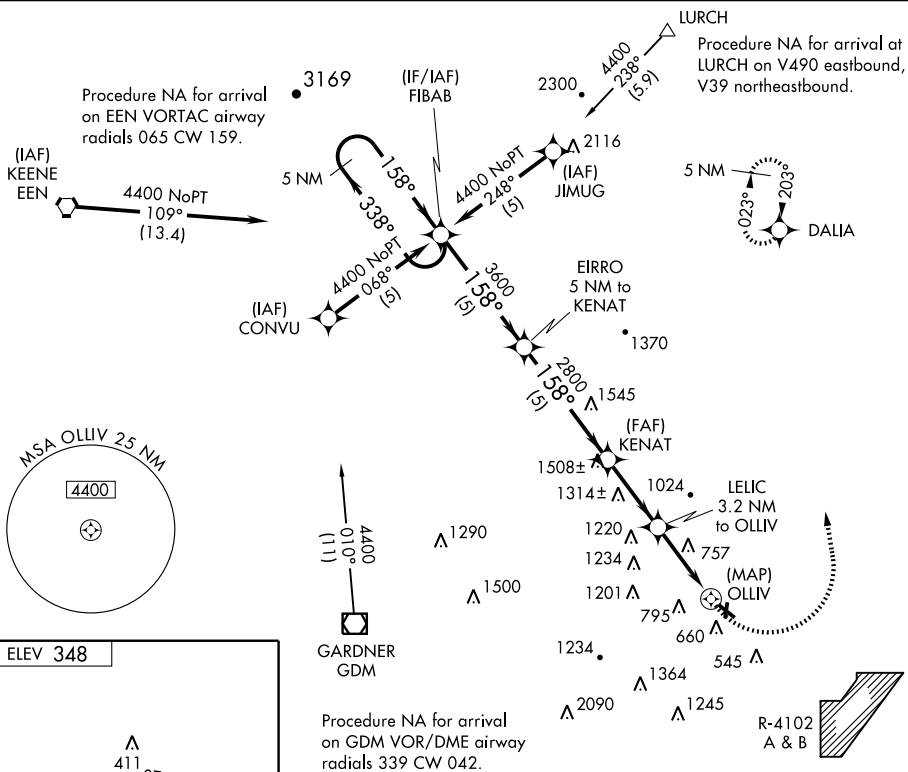 LURCH
4400
238°
(5.9)
Procedure NA for arrival at
LURCH on V490 eastbound,
V39 northeastbound.
3169
(IF/IAF)
FIBAB
2300
Procedure NA for arrival
on EEN VORTAC airway
radials 065 CW 159.
2116
(IAF)
JIMUG
4400 NoPT
248°
(5)
5 NM
158°
338°
(IAF)
KEENE
EEN
4400 NoPT
109°
(13.4)
5 NM
023°
203°
DALIA
4400 NoPT
068°
(5)
(IAF)
CONVU
3600
158°
(5)
EIRRO
5 NM to
KENAT
1370
2800
158°
(5)
1545
(FAF)
KENAT
MSA OLLIV 25 NM
4400
1508±
1314±
1024
LELIC
3.2 NM
to OLLIV
4400
010°
(11)
1290
1220
1234
757
1500
1201
(MAP)
OLLIV
795
660
545
GARDNER
GDM
1234
1364
2090
1245
ELEV 348
Procedure NA for arrival
on GDM VOR/DME airway
radials 339 CW 042.
R-4102
A & B
411